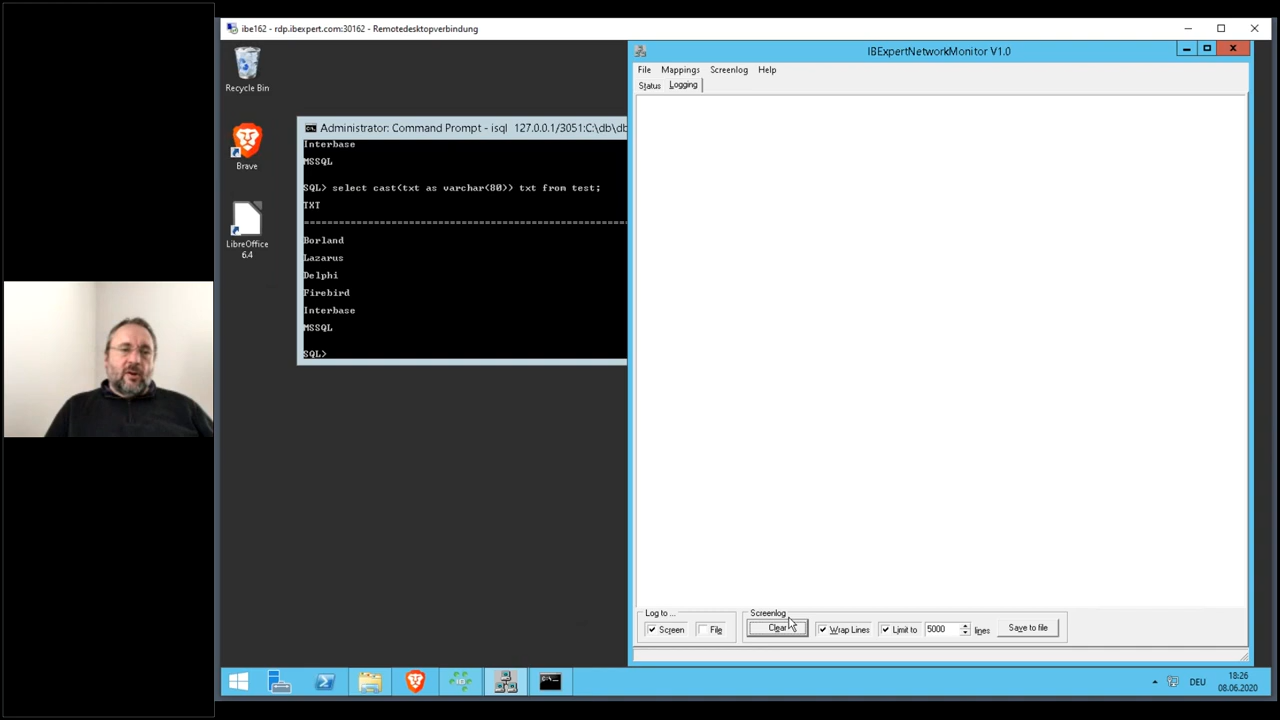 ibe162 - rdp.ibexpert.com:30162 - Remotedesktopverbindung
Recycle Bin
Brave
LibreOffice
6.4
Administrator: Command Prompt - isql 127.0.0.1/3051:C:\db\db
Interbase
MSSQL
SQL> select cast(txt as varchar(80)) txt from test;
TXT
===============================================================
Borland
Lazarus
Delphi
Firebird
Interbase
MSSQL
SQL>
IBExpertNetworkMonitor V1.0
File Mappings Screenlog Help
Status Logging
Log to ...
Screen File
Screenlog
Clear Wrap Lines Limit to 5000 lines Save to file
DEU
18:26
08.06.2020